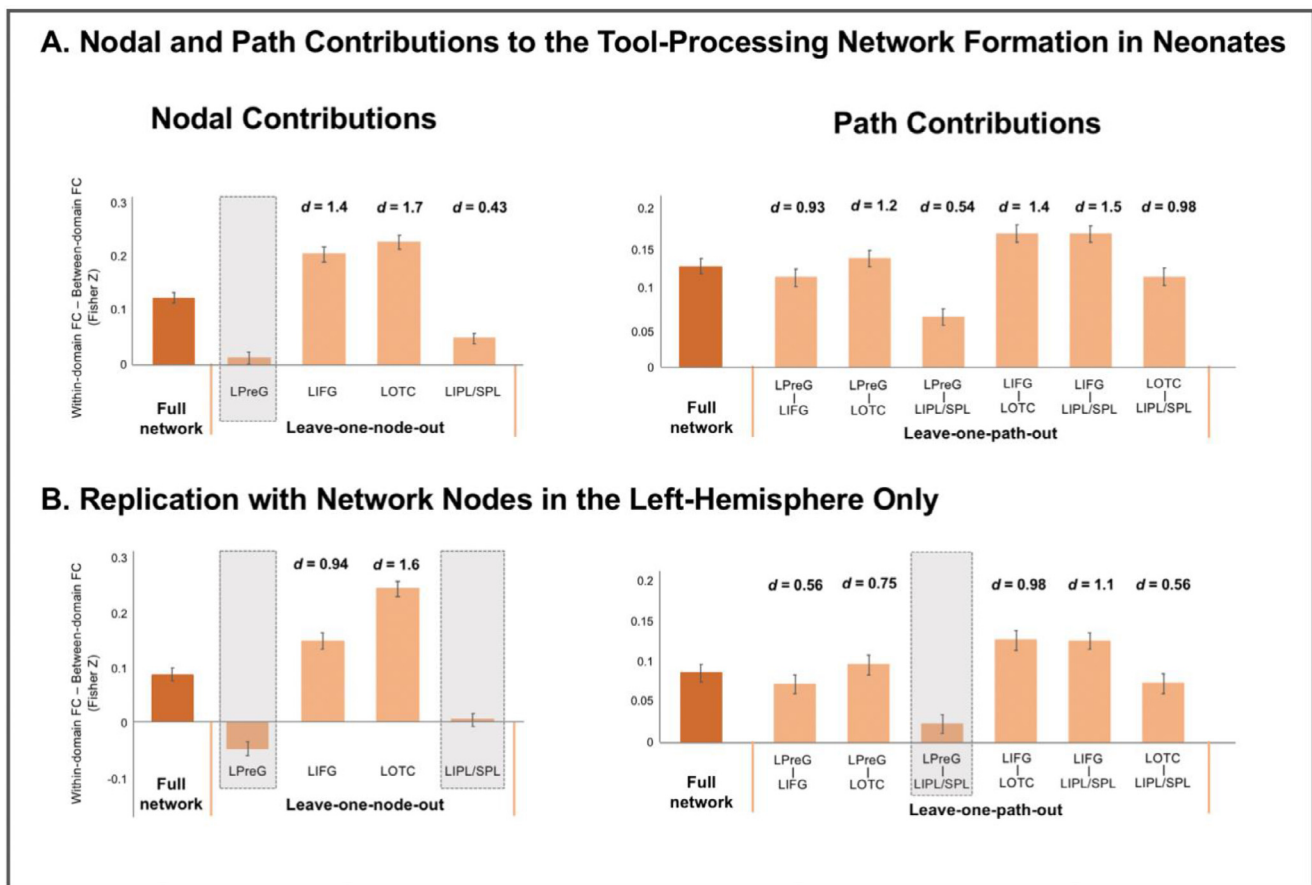 A. Nodal and Path Contributions to the Tool-Processing Network Formation in Neonates
Nodal Contributions
Within-domain FC – Between-domain FC
(Fisher Z)
0.3
0.2
0.1
0
d = 1.4
d = 1.7
d = 0.43
LPreG
LIFG
LOTC
LIPL/SPL
Full
network
Leave-one-node-out
Path Contributions
0.2
0.15
0.1
0.05
0
d = 0.93
d = 1.2
d = 0.54
d = 1.4
d = 1.5
d = 0.98
LPreG
LIFG
LPreG
LOTC
LPreG
LIPL/SPL
LIFG
LOTC
LIFG
LIPL/SPL
LOTC
LIPL/SPL
Full
network
Leave-one-path-out
B. Replication with Network Nodes in the Left-Hemisphere Only
Within-domain FC – Between-domain FC
(Fisher Z)
0.3
0.2
0.1
0
-0.1
d = 0.94
d = 1.6
LPreG
LIFG
LOTC
LIPL/SPL
Full
network
Leave-one-node-out
0.2
0.15
0.1
0.05
0
d = 0.56
d = 0.75
d = 0.98
d = 1.1
d = 0.56
LPreG
LIFG
LPreG
LOTC
LPreG
LIPL/SPL
LIFG
LOTC
LIFG
LIPL/SPL
LOTC
LIPL/SPL
Full
network
Leave-one-path-out